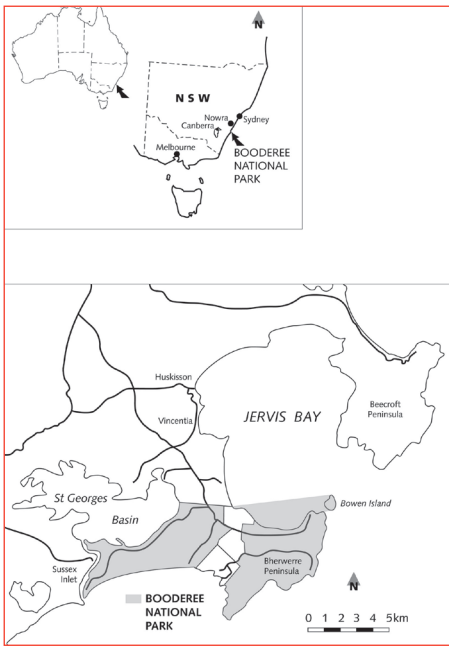 N
N S W
Nowra
Sydney
Canberra
Melbourne
BOODEREE
NATIONAL
PARK
Huskisson
Vincentia
JERVIS BAY
Beecroft
Peninsula
St Georges
Basin
Bowen Island
Sussex
Inlet
Bherwerre
Peninsula
N
BOODEREE
NATIONAL
PARK
0 1 2 3 4 5km